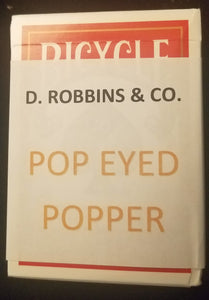 BICYCLE
D. ROBBINS & CO.
POP EYED
POPPER